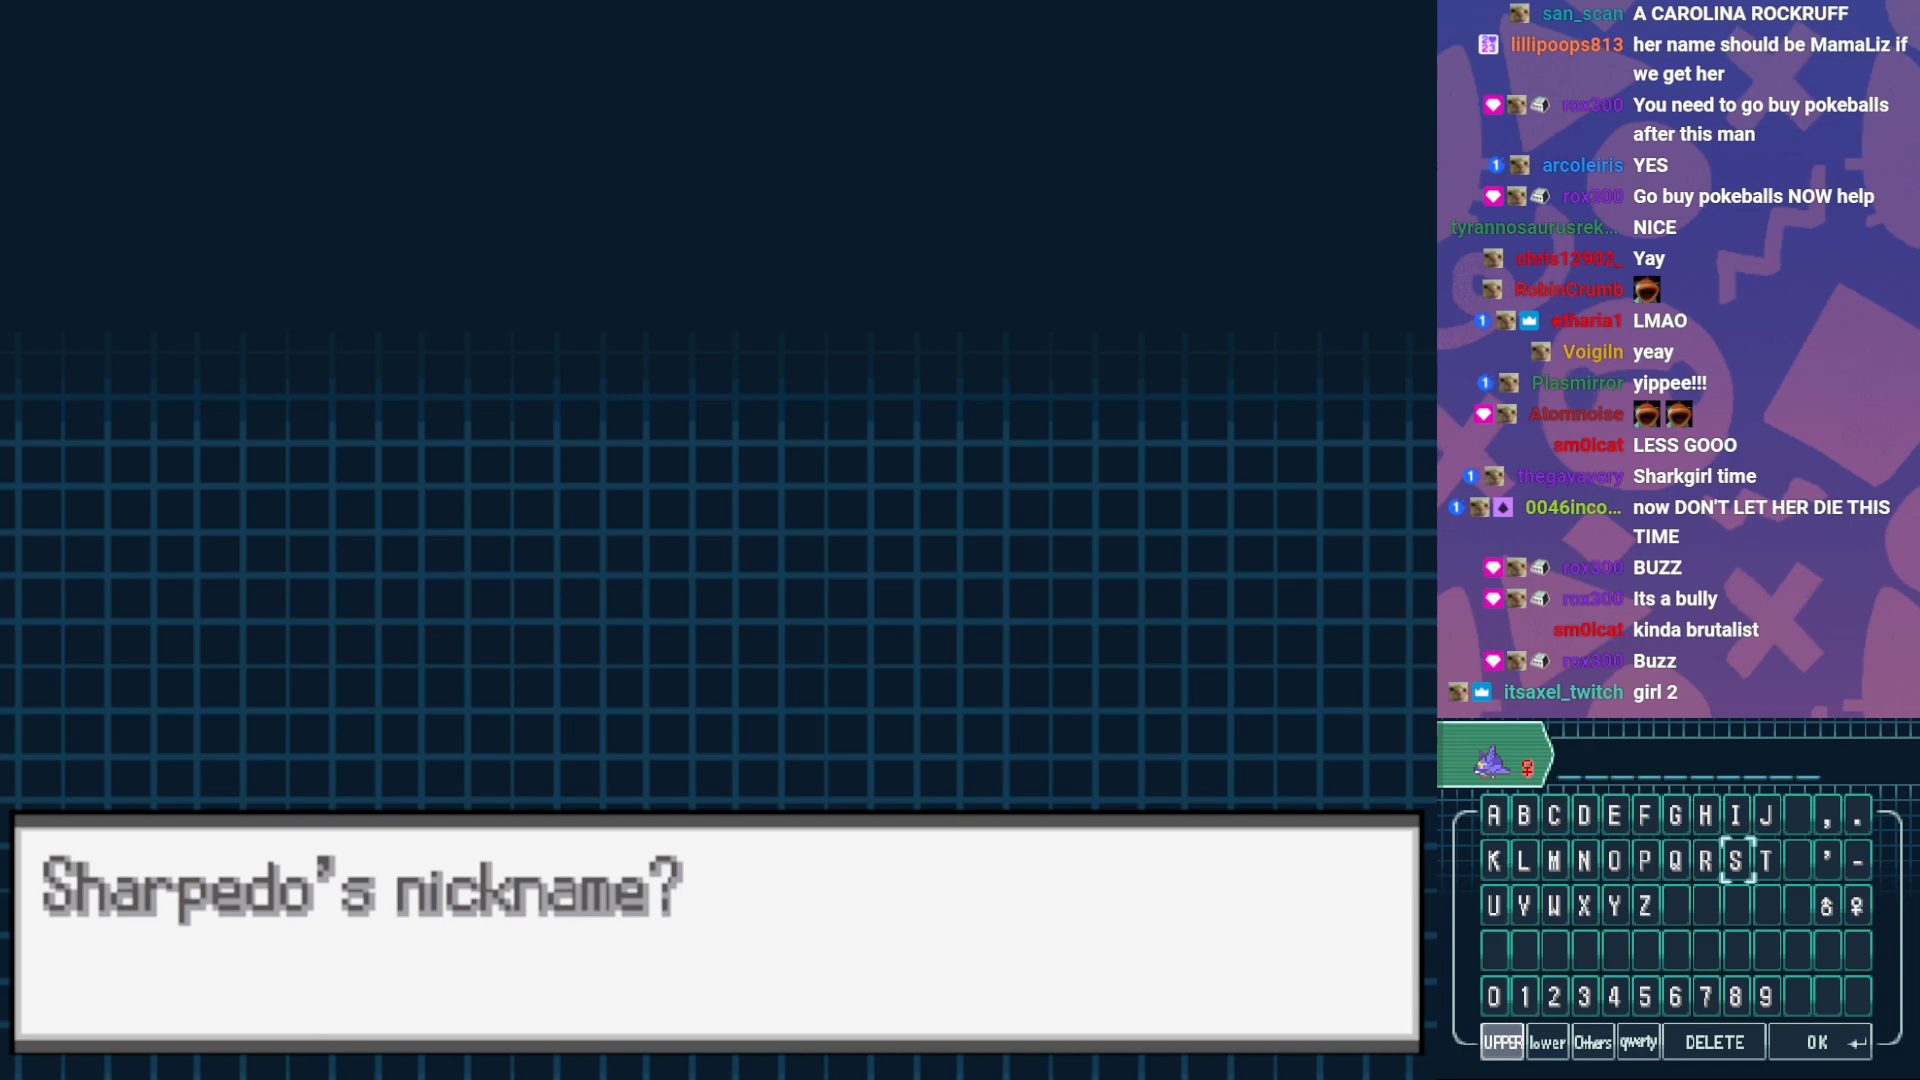 san_scan A CAROLINA ROCKRUFF
lillipoops813 her name should be MamaLiz if
we get her
rox300 You need to go buy pokeballs
after this man
arcoleiris YES
rox300 Go buy pokeballs NOW help
tyrannosaurusrek... NICE
chris12902_ Yay
RobinCrumb
etharia1 LMAO
Voigiln yeay
Plasmirror yippee!!!
Atomnoise
sm0lcat LESS GOOO
thegayavery Sharkgirl time
0046inco... now DON'T LET HER DIE THIS
TIME
rox300 BUZZ
rox300 Its a bully
sm0lcat kinda brutalist
rox300 Buzz
itsaxel_twitch girl 2
Sharpedo's nickname?
A B C D E F G H I J , .
K L M N O P Q R S T ' -
U V W X Y Z ♂ ♀
0 1 2 3 4 5 6 7 8 9
UPPER lower Others qwerty DELETE OK